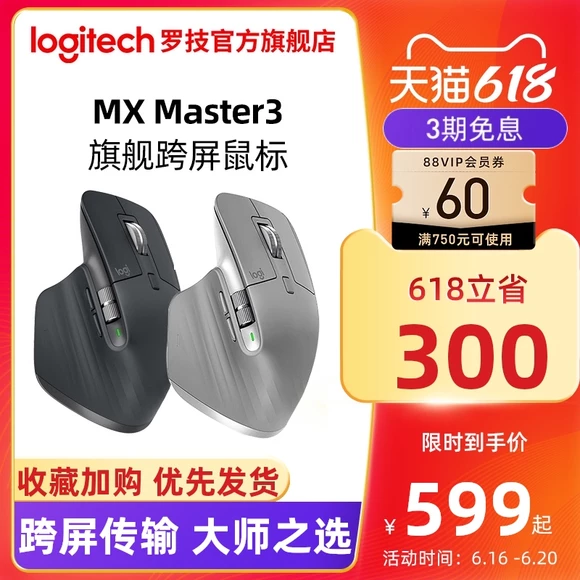 logitech 罗技官方旗舰店
MX Master3
旗舰跨屏鼠标
logi
logi
收藏加购 优先发货
跨屏传输 大师之选
天猫618
3期免息
88VIP会员券
¥60
满750元可使用
618立省
300
限时到手价
¥599起
活动时间：6.16 -6.20